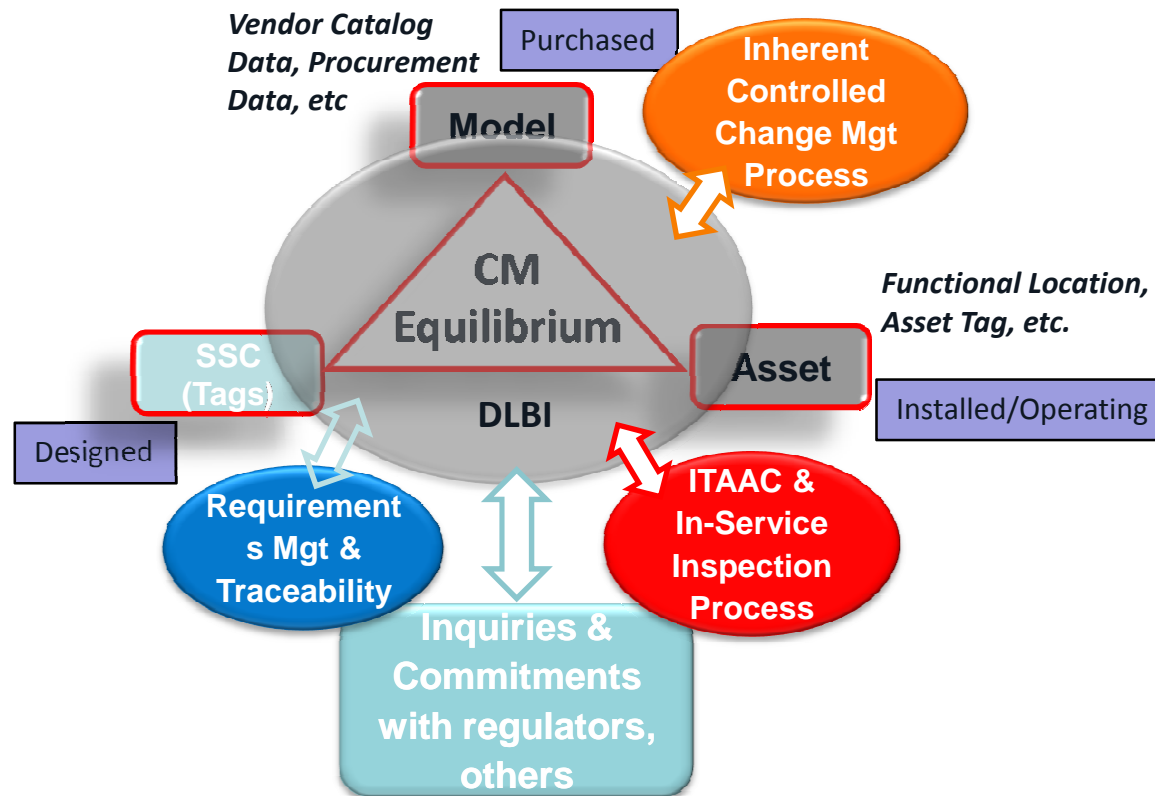 Vendor Catalog
Data, Procurement
Data, etc
Purchased
Inherent
Controlled
Change Mgt
Process
Model
CM
Equilibrium
Functional Location,
Asset Tag, etc.
SSC
(Tags)
Asset
DLBI
Installed/Operating
Designed
Requirement
s Mgt &
Traceability
ITAAC &
In-Service
Inspection
Process
Inquiries &
Commitments
with regulators,
others